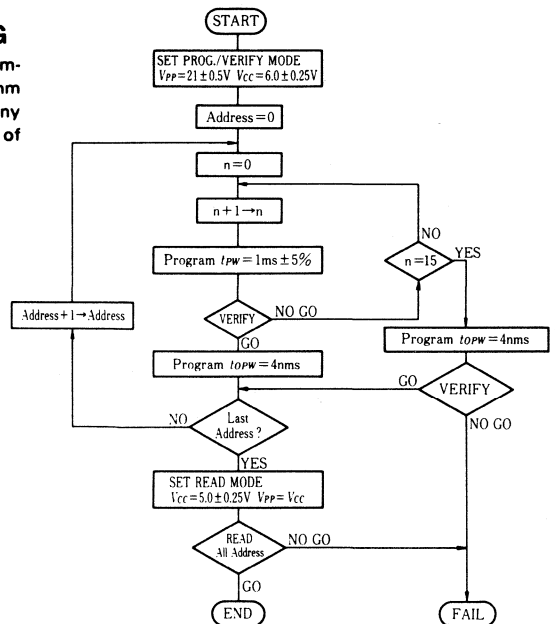 G
m-
nm
ny
of
START
SET PROG./VERIFY MODE
VPP=21±0.5V VCC=6.0±0.25V
Address=0
n=0
n+1→n
Program tPW=1ms±5%
VERIFY
NO GO
GO
n=15
NO
YES
Program tOPW=4nms
Program tOPW=4nms
VERIFY
GO
NO GO
Address+1→Address
Last
Address?
NO
YES
SET READ MODE
VCC=5.0±0.25V VPP=VCC
READ
All Address
NO GO
GO
END
FAIL